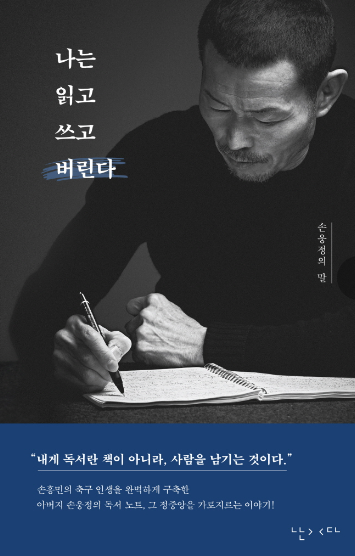 나는
읽고
쓰고
버린다
손웅정의 말
“내게 독서란 책이 아니라, 사람을 남기는 것이다.”
손흥민의 축구 인생을 완벽하게 구축한
아버지 손웅정의 독서 노트, 그 정중앙을 가로지르는 이야기!
난다